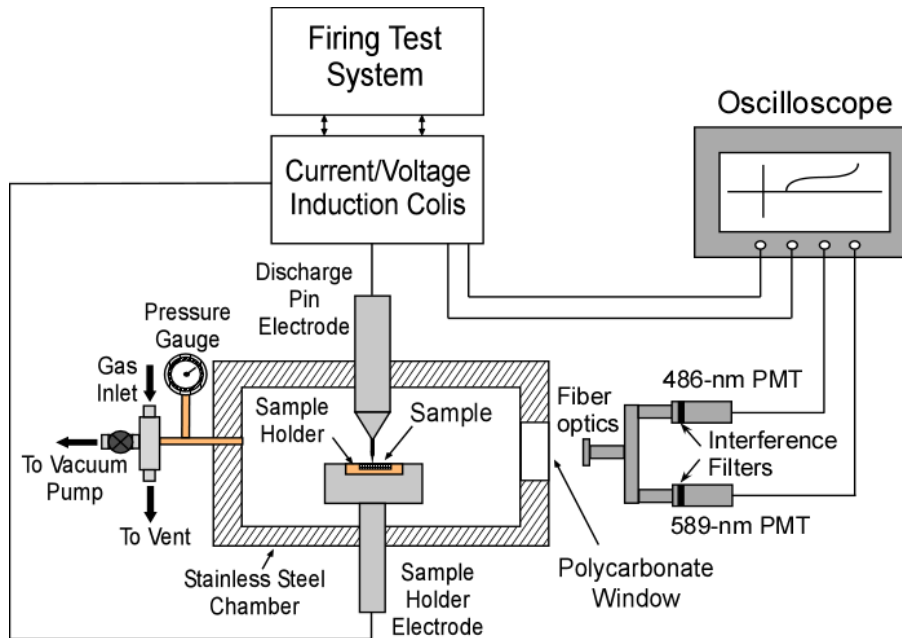 Firing Test
System
Oscilloscope
Current/Voltage
Induction Colis
Discharge
Pin
Electrode
Pressure
Gauge
Gas
Inlet
Sample
Holder
Sample
Fiber
optics
486-nm PMT
Interference
Filters
589-nm PMT
To Vacuum
Pump
To Vent
Stainless Steel
Chamber
Sample
Holder
Electrode
Polycarbonate
Window